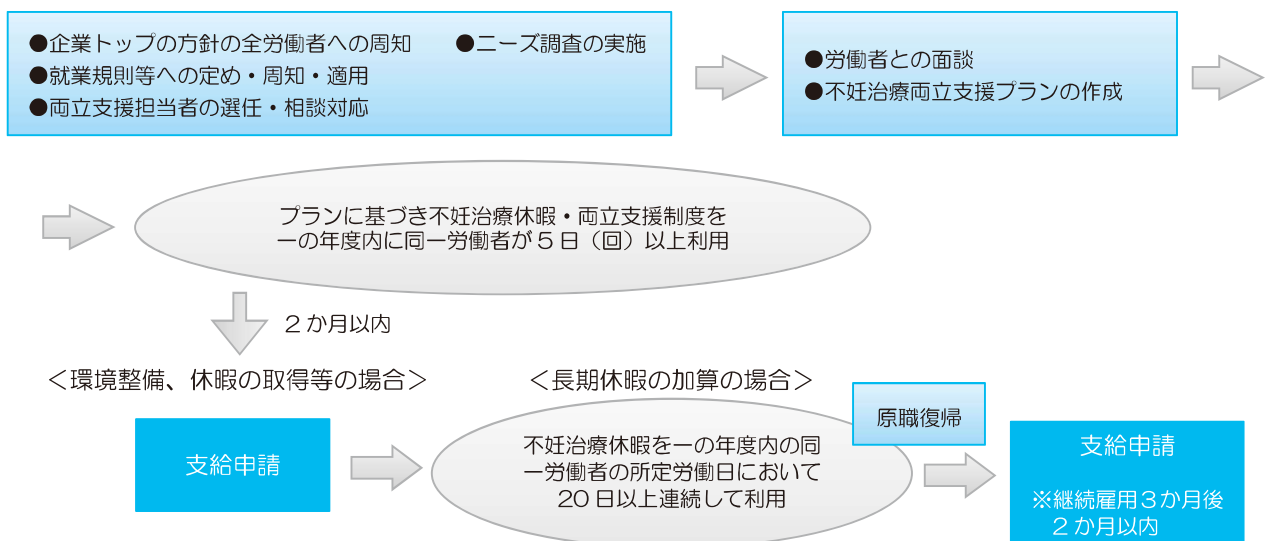 ●企業トップの方針の全労働者への周知　　●ニーズ調査の実施
●就業規則等への定め・周知・適用
●両立支援担当者の選任・相談対応
●労働者との面談
●不妊治療両立支援プランの作成
プランに基づき不妊治療休暇・両立支援制度を
一の年度内に同一労働者が5日（回）以上利用
2か月以内
＜環境整備、休暇の取得等の場合＞
支給申請
＜長期休暇の加算の場合＞
不妊治療休暇を一の年度内の同
一労働者の所定労働日において
20日以上連続して利用
原職復帰
支給申請
※継続雇用3か月後
2か月以内